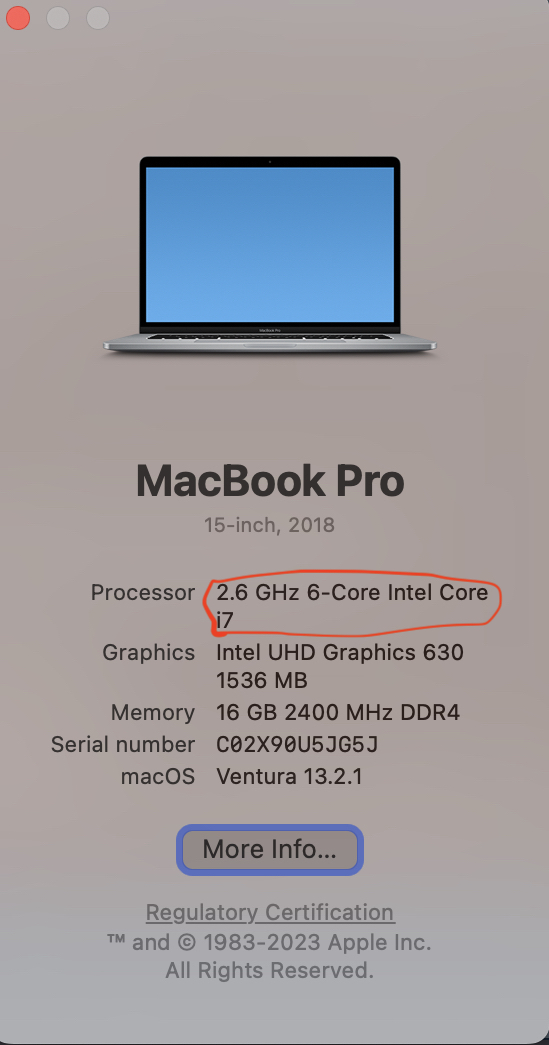 MacBook Pro
15-inch, 2018
Processor 2.6 GHz 6-Core Intel Core
i7
Graphics Intel UHD Graphics 630
1536 MB
Memory 16 GB 2400 MHz DDR4
Serial number C02X90U5JG5J
macOS Ventura 13.2.1
More Info...
Regulatory Certification
™ and © 1983-2023 Apple Inc.
All Rights Reserved.